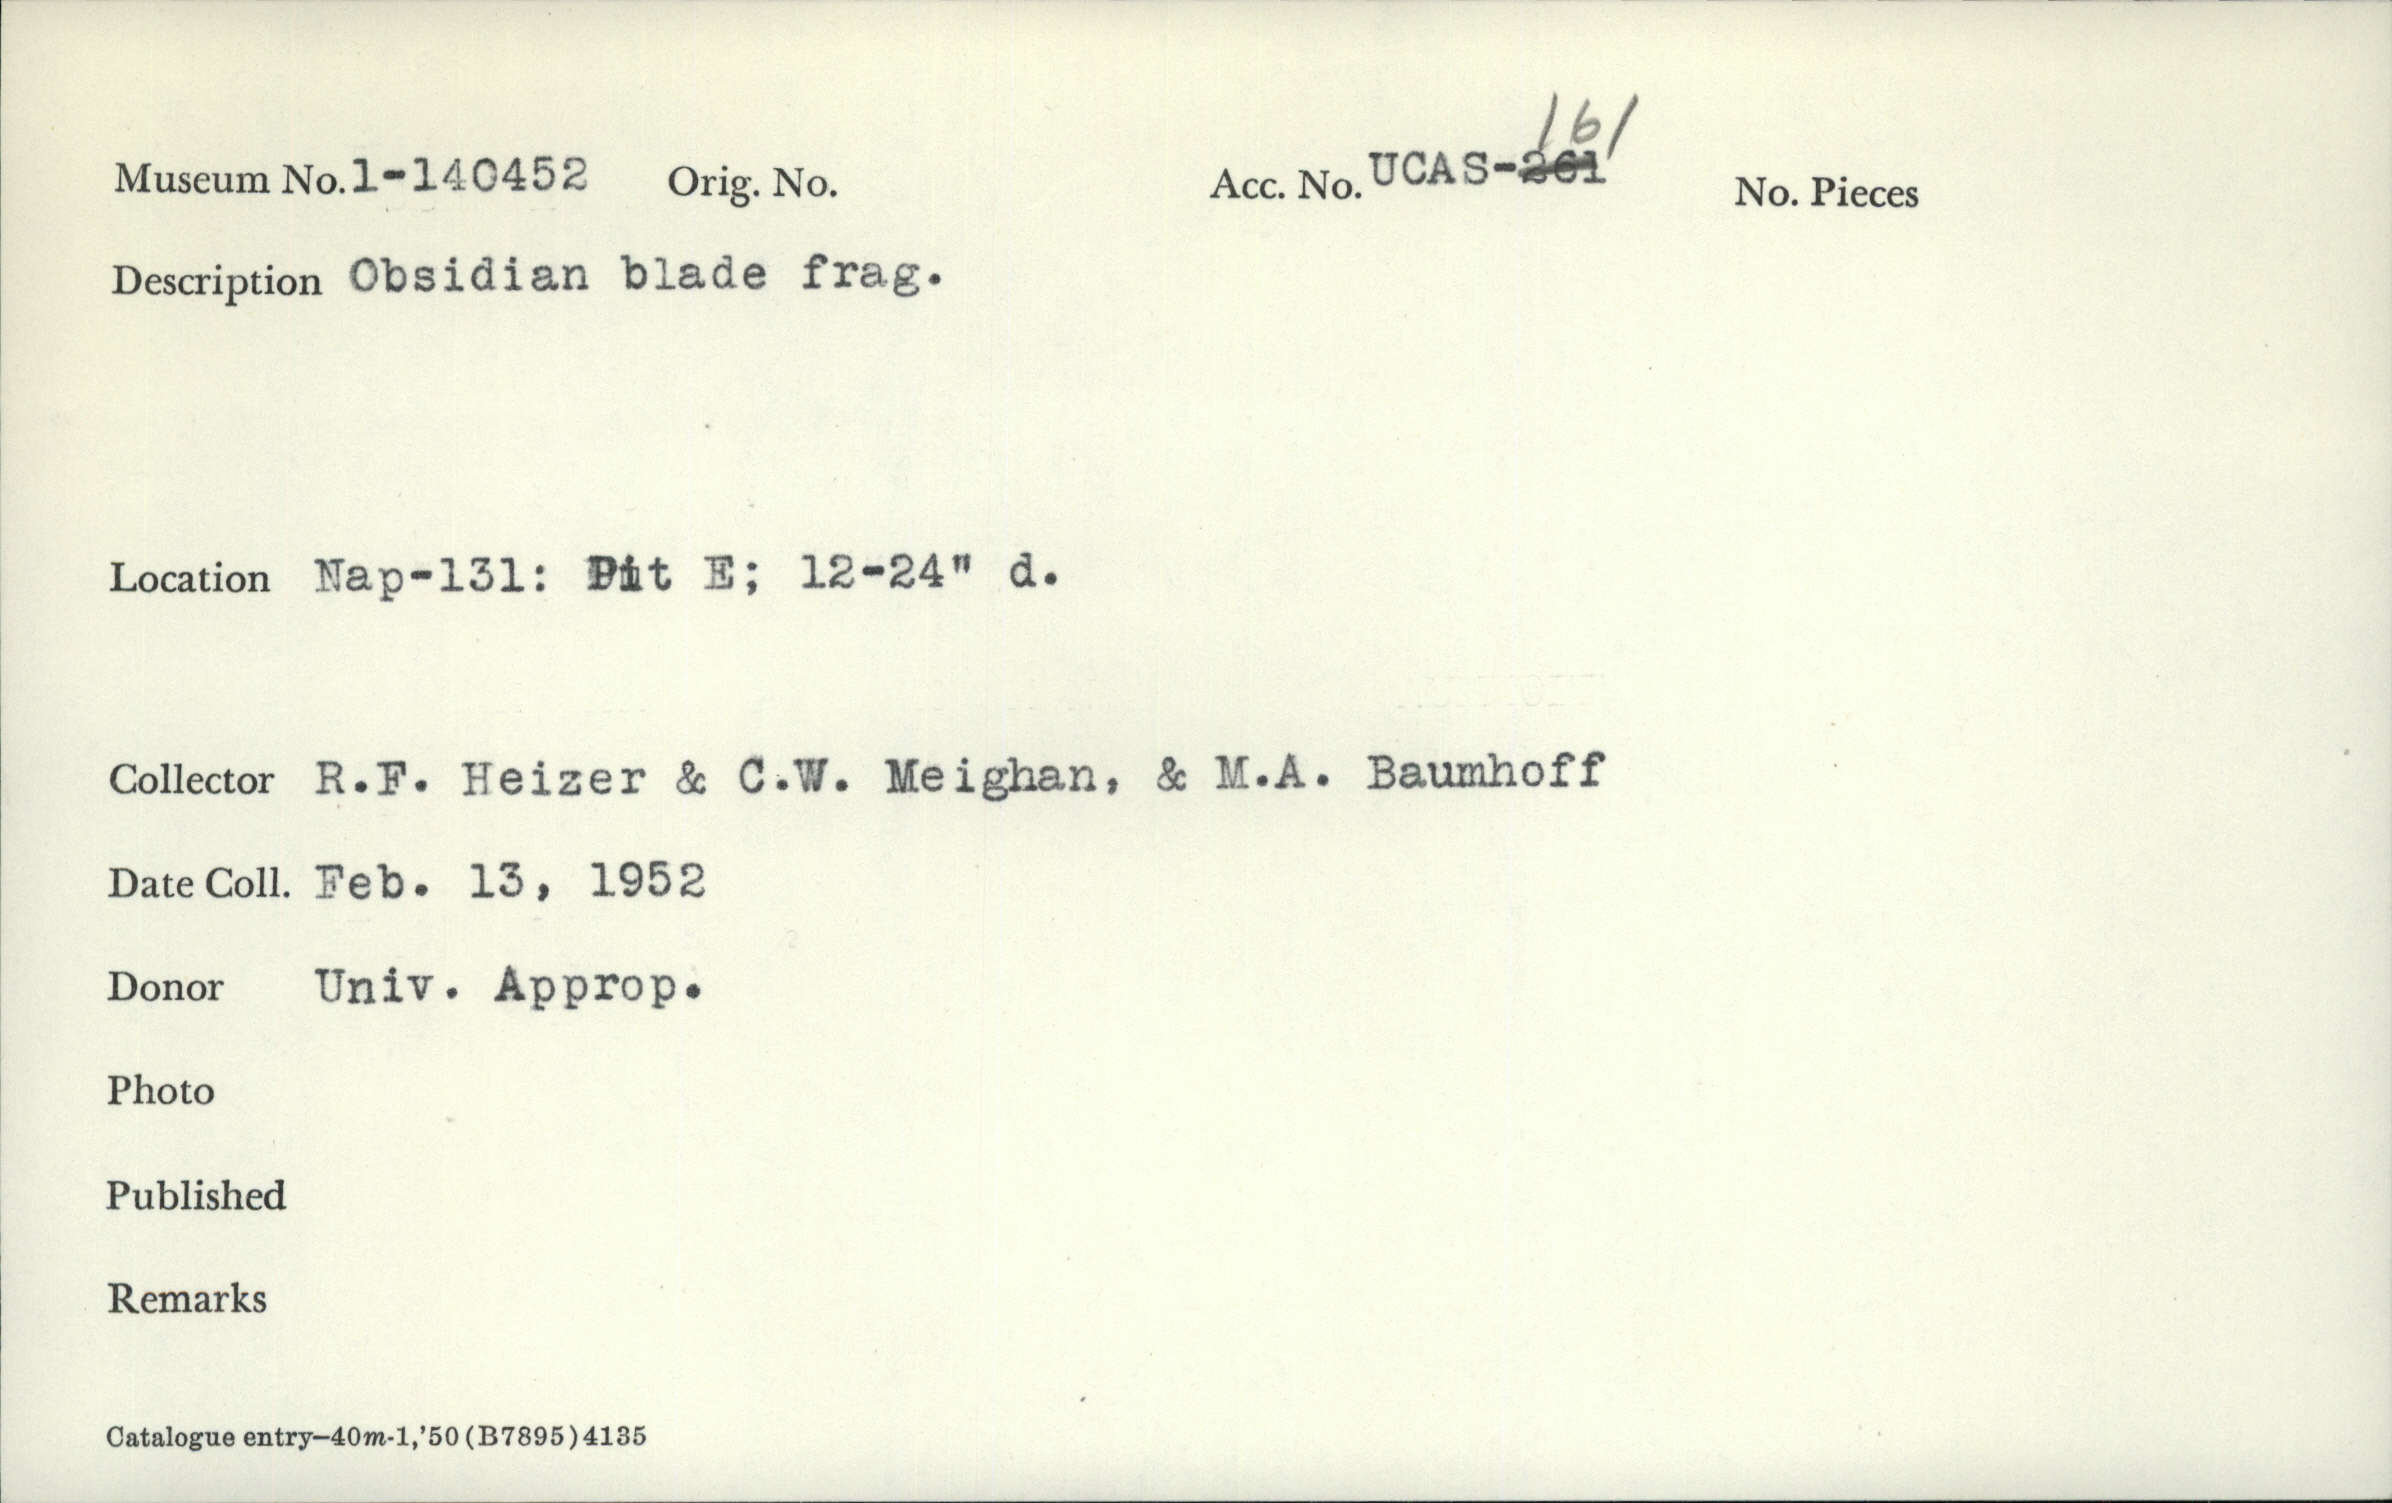 161
Museum No. 1-140452 Orig. No. Acc. No. UCAS-261 No. Pieces
Description Obsidian blade frag.
Location Nap-131: Pit E; 12-24" d.
Collector R.F. Heizer & C.W. Meighan, & M.A. Baumhoff
Date Coll. Feb. 13, 1952
Donor Univ. Approp.
Photo
Published
Remarks
Catalogue entry—40m-1,'50(B7895)4135